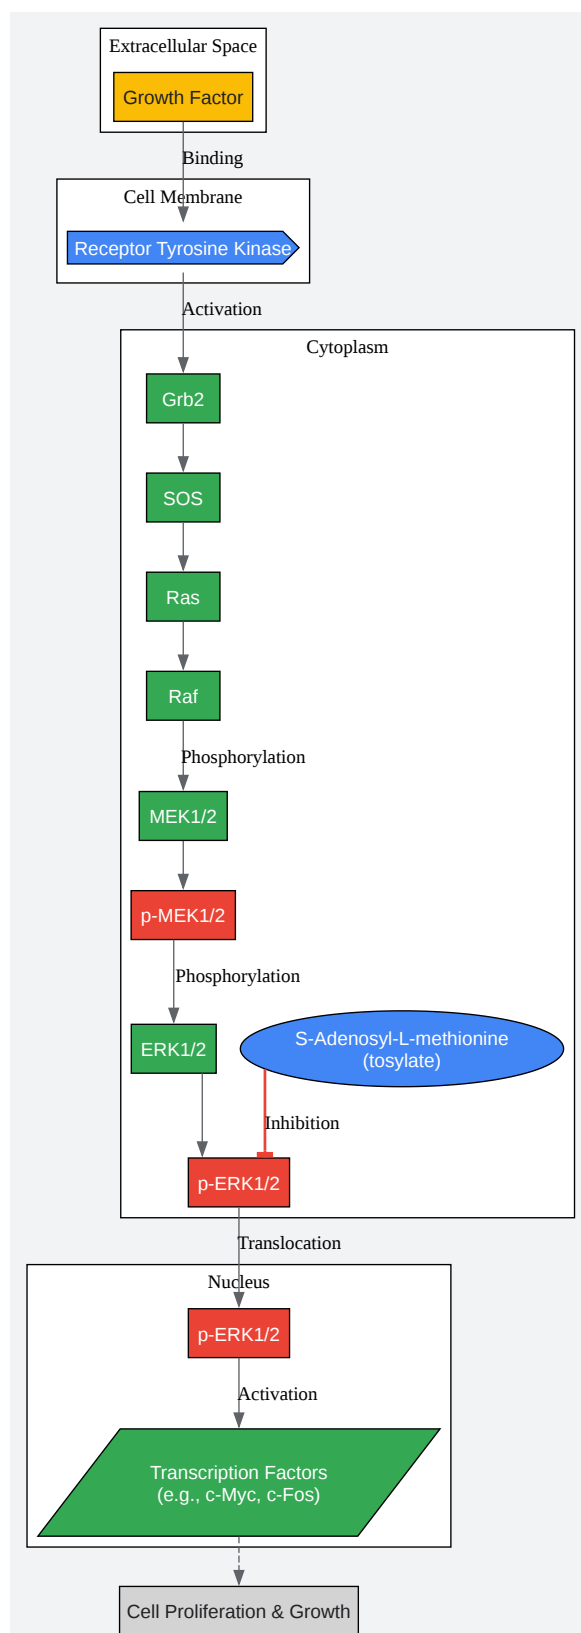 Extracellular Space
Growth Factor
Binding
Cell Membrane
Receptor Tyrosine Kinase
Activation
Cytoplasm
Grb2
SOS
Ras
Raf
Phosphorylation
MEK1/2
p-MEK1/2
Phosphorylation
ERK1/2
S-Adenosyl-L-methionine
(tosylate)
Inhibition
p-ERK1/2
Translocation
Nucleus
p-ERK1/2
Activation
Transcription Factors
(e.g., c-Myc, c-Fos)
Cell Proliferation & Growth